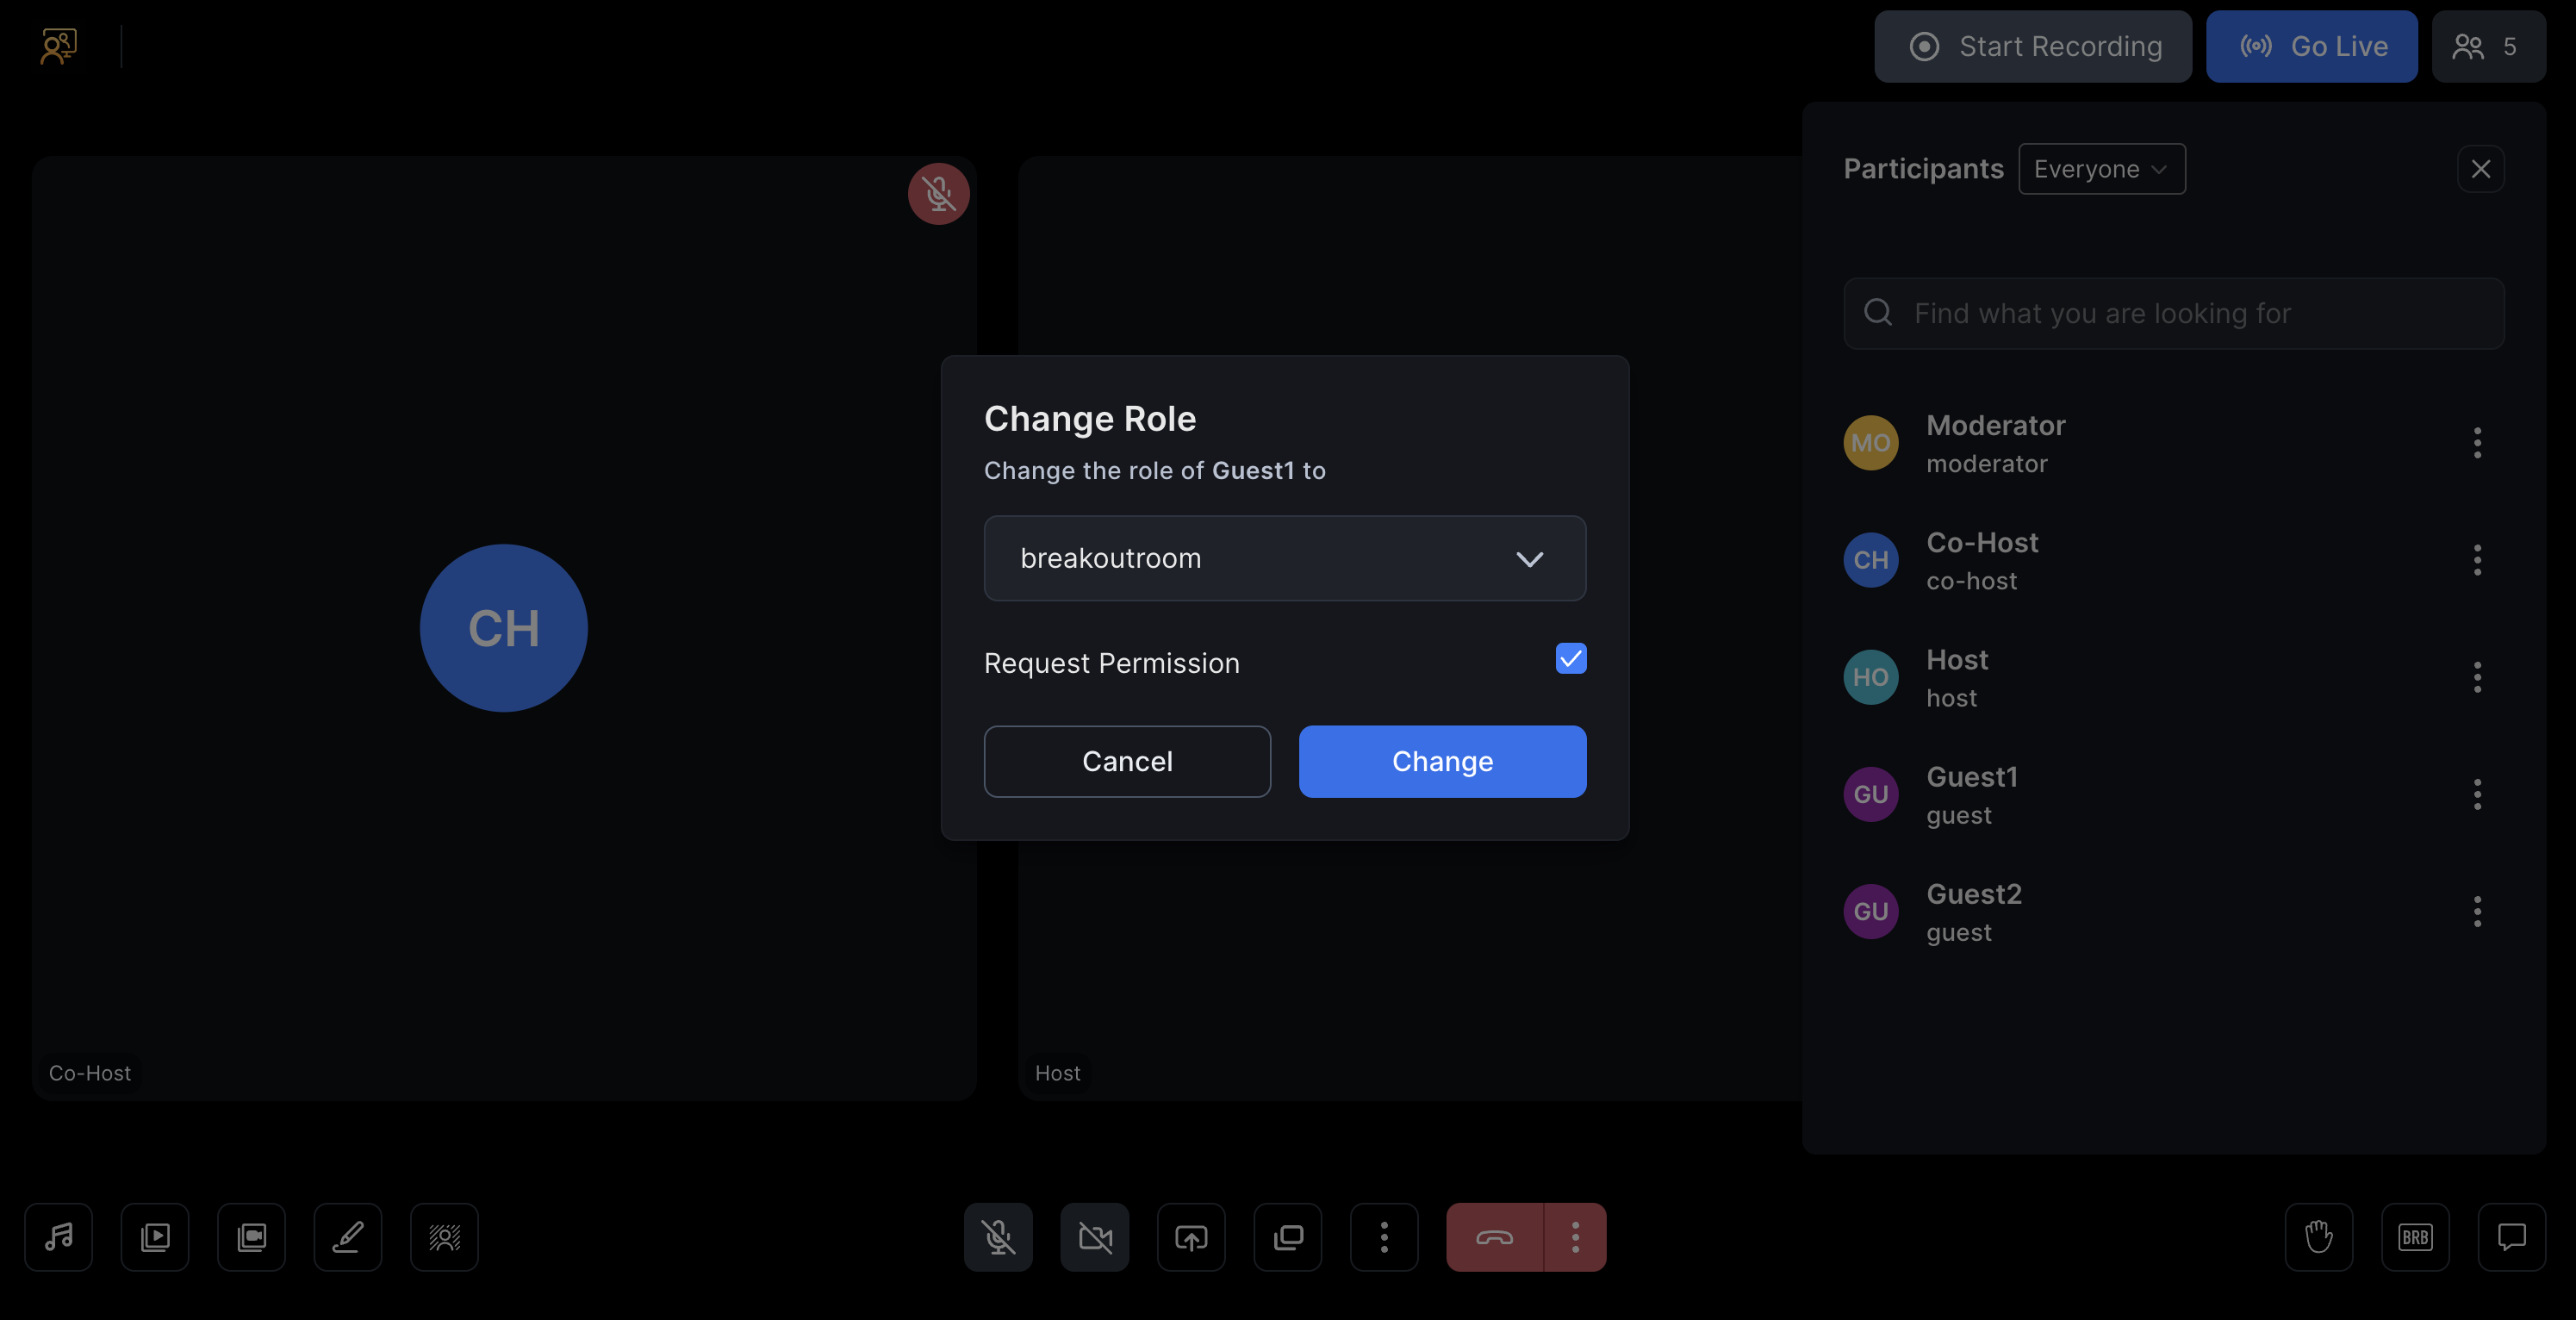 Start Recording
Go Live
5
Participants
Everyone
Find what you are looking for
MO
Moderator
moderator
CH
Co-Host
co-host
HO
Host
host
GU
Guest1
guest
GU
Guest2
guest
CH
Co-Host
Host
Change Role
Change the role of Guest1 to
breakoutroom
Request Permission
Cancel
Change
BRB